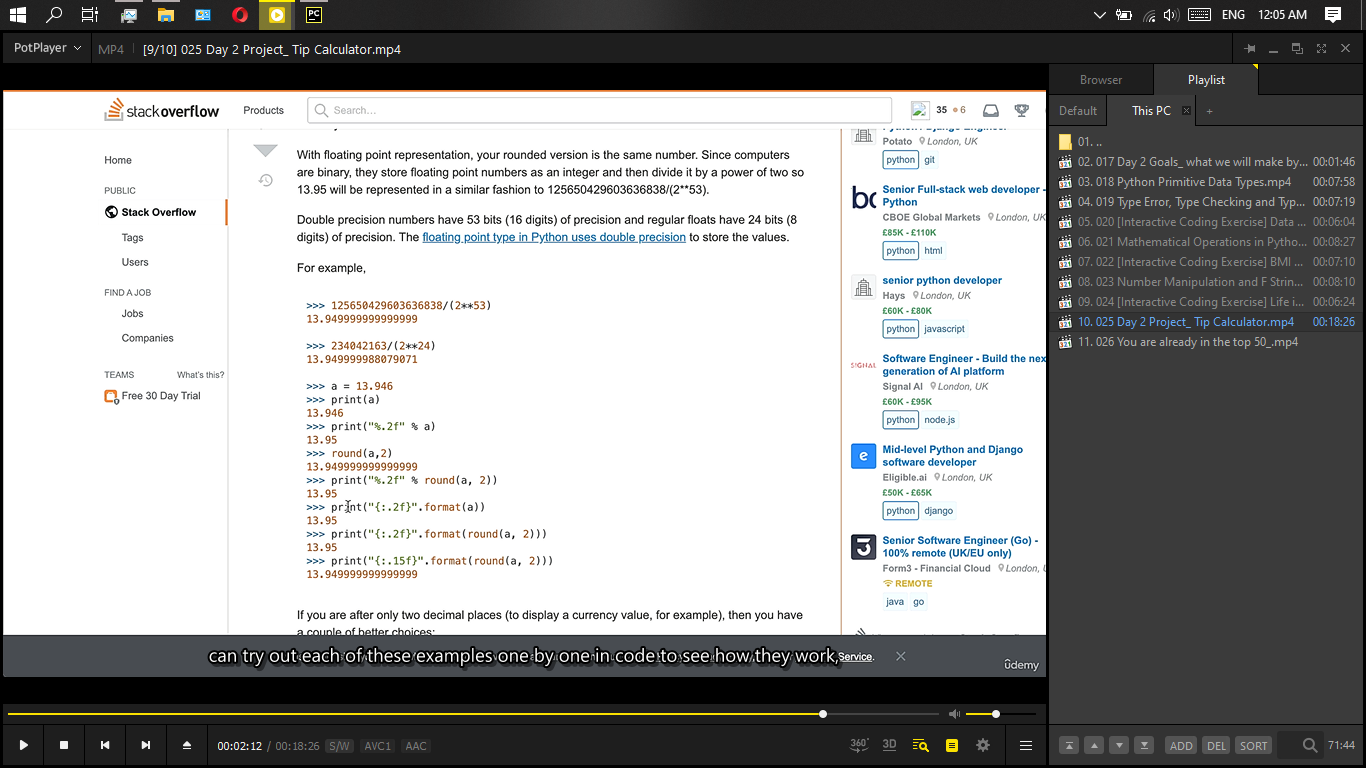 ENG 12:05 AM
PotPlayer MP4 [9/10] 025 Day 2 Project_ Tip Calculator.mp4
stackoverflow Products Search... 35 6
Home
PUBLIC
Stack Overflow
Tags
Users
FIND A JOB
Jobs
Companies
TEAMS What's this?
Free 30 Day Trial
With floating point representation, your rounded version is the same number. Since computers
are binary, they store floating point numbers as an integer and then divide it by a power of two so
13.95 will be represented in a similar fashion to 125650429603636838/(2**53).
Double precision numbers have 53 bits (16 digits) of precision and regular floats have 24 bits (8
digits) of precision. The floating point type in Python uses double precision to store the values.
For example,
>>> 125650429603636838/(2**53)
13.949999999999999
>>> 234042163/(2**24)
13.949999988079071
>>> a = 13.946
>>> print(a)
13.946
>>> print("%.2f" % a)
13.95
>>> round(a,2)
13.949999999999999
>>> print("%.2f" % round(a, 2))
13.95
>>> print("{:.2f}".format(a))
13.95
>>> print("{:.2f}".format(round(a, 2)))
13.95
>>> print("{:.15f}".format(round(a, 2)))
13.949999999999999
If you are after only two decimal places (to display a currency value, for example), then you have
a couple of better choices:
Potato London, UK
python git
Senior Full-stack web developer -
Python
CBOE Global Markets London, UK
£85K - £110K
python html
senior python developer
Hays London, UK
£60K - £80K
python javascript
SIGNAL
Software Engineer - Build the next
generation of AI platform
Signal AI London, UK
£60K - £95K
python node.js
e
Mid-level Python and Django
software developer
Eligible.ai London, UK
£50K - £65K
python django
Senior Software Engineer (Go) -
100% remote (UK/EU only)
Form3 - Financial Cloud London,
REMOTE
java go
can try out each of these examples one by one in code to see how they work,
Service.
ûdemy
00:02:12 / 00:18:26 S/W AVC1 AAC
360° 3D
Browser Playlist
Default This PC +
01. ..
02. 017 Day 2 Goals_ what we will make by... 00:01:46
03. 018 Python Primitive Data Types.mp4 00:07:58
04. 019 Type Error, Type Checking and Typ... 00:07:19
05. 020 [Interactive Coding Exercise] Data ... 00:06:04
06. 021 Mathematical Operations in Pytho... 00:08:27
07. 022 [Interactive Coding Exercise] BMI ... 00:07:10
08. 023 Number Manipulation and F Strin... 00:08:10
09. 024 [Interactive Coding Exercise] Life i... 00:06:24
10. 025 Day 2 Project_ Tip Calculator.mp4 00:18:26
11. 026 You are already in the top 50_.mp4
ADD DEL SORT 71:44